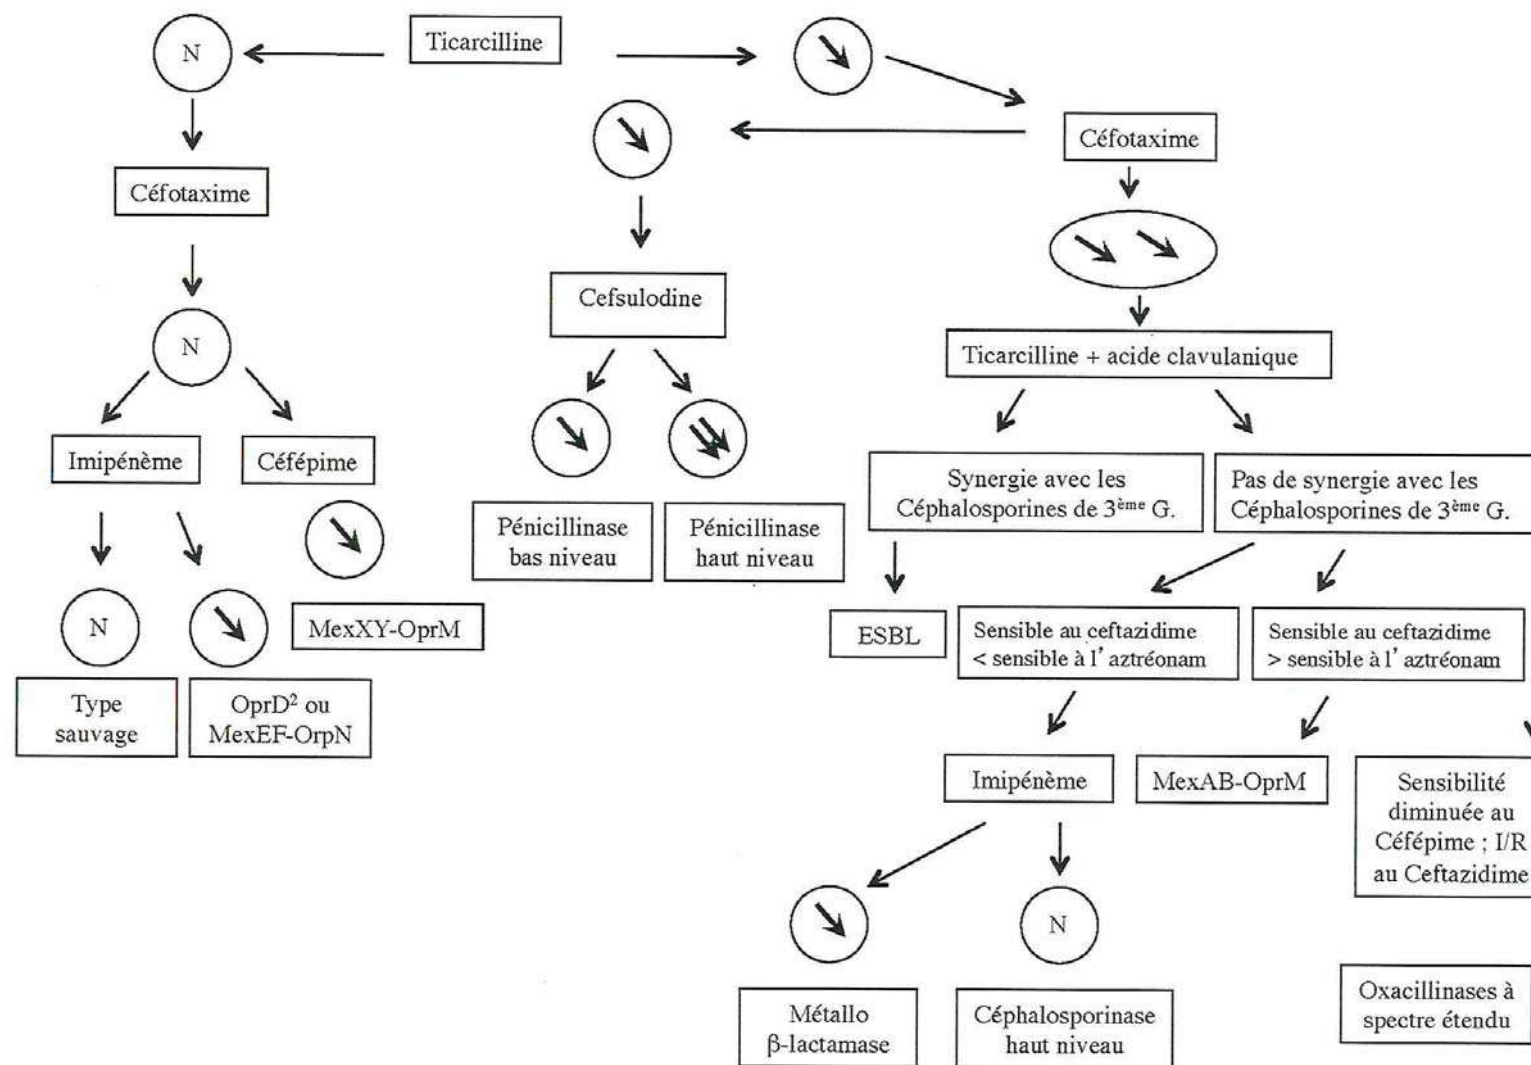 Ticarcilline
N
Céfotaxime
Céfotaxime
N
Cefsulodine
Ticarcilline + acide clavulanique
Imipénème
Céfépime
Synergie avec les
Céphalosporines de 3ème G.
Pas de synergie avec les
Céphalosporines de 3ème G.
Pénicillinase
bas niveau
Pénicillinase
haut niveau
N
MexXY-OprM
ESBL
Sensible au ceftazidime
< sensible à l'aztréonam
Sensible au ceftazidime
> sensible à l'aztréonam
Type
sauvage
OprD² ou
MexEF-OrpN
Imipénème
MexAB-OprM
Sensibilité
diminuée au
Céfépime ; I/R
au Ceftazidime
N
Métallo
β-lactamase
Céphalosporinase
haut niveau
Oxacillinases à
spectre étendu